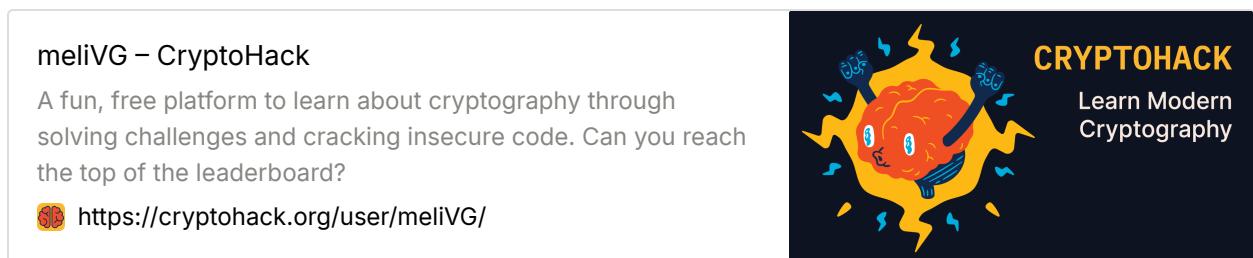 meliVG – CryptoHack
A fun, free platform to learn about cryptography through
solving challenges and cracking insecure code. Can you reach
the top of the leaderboard?
https://cryptohack.org/user/meliVG/
CRYPTOHACK
Learn Modern
Cryptography